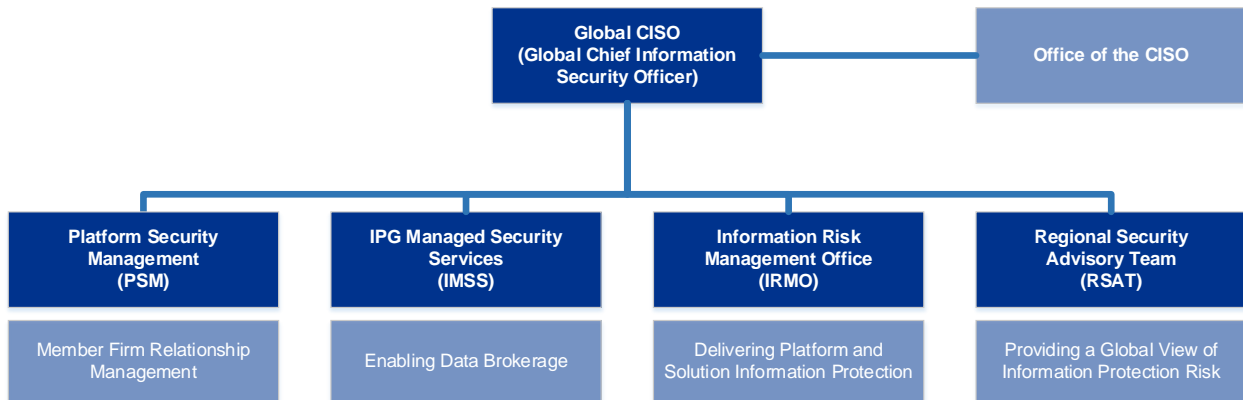 Global CISO
(Global Chief Information
Security Officer)
Office of the CISO
Platform Security
Management
(PSM)
IPG Managed Security
Services
(IMSS)
Information Risk
Management Office
(IRMO)
Regional Security
Advisory Team
(RSAT)
Member Firm Relationship
Management
Enabling Data Brokerage
Delivering Platform and
Solution Information Protection
Providing a Global View of
Information Protection Risk